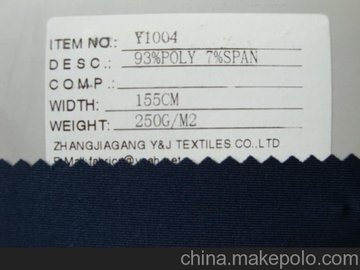 ITEM NO.: Y1004
DESC.: 93%POLY 7%SPAN
COMP.:
WIDTH: 155CM
WEIGHT: 250G/M2
ZHANGJIAGANG Y&J TEXTILES CO.,LTD
china.makepolo.com